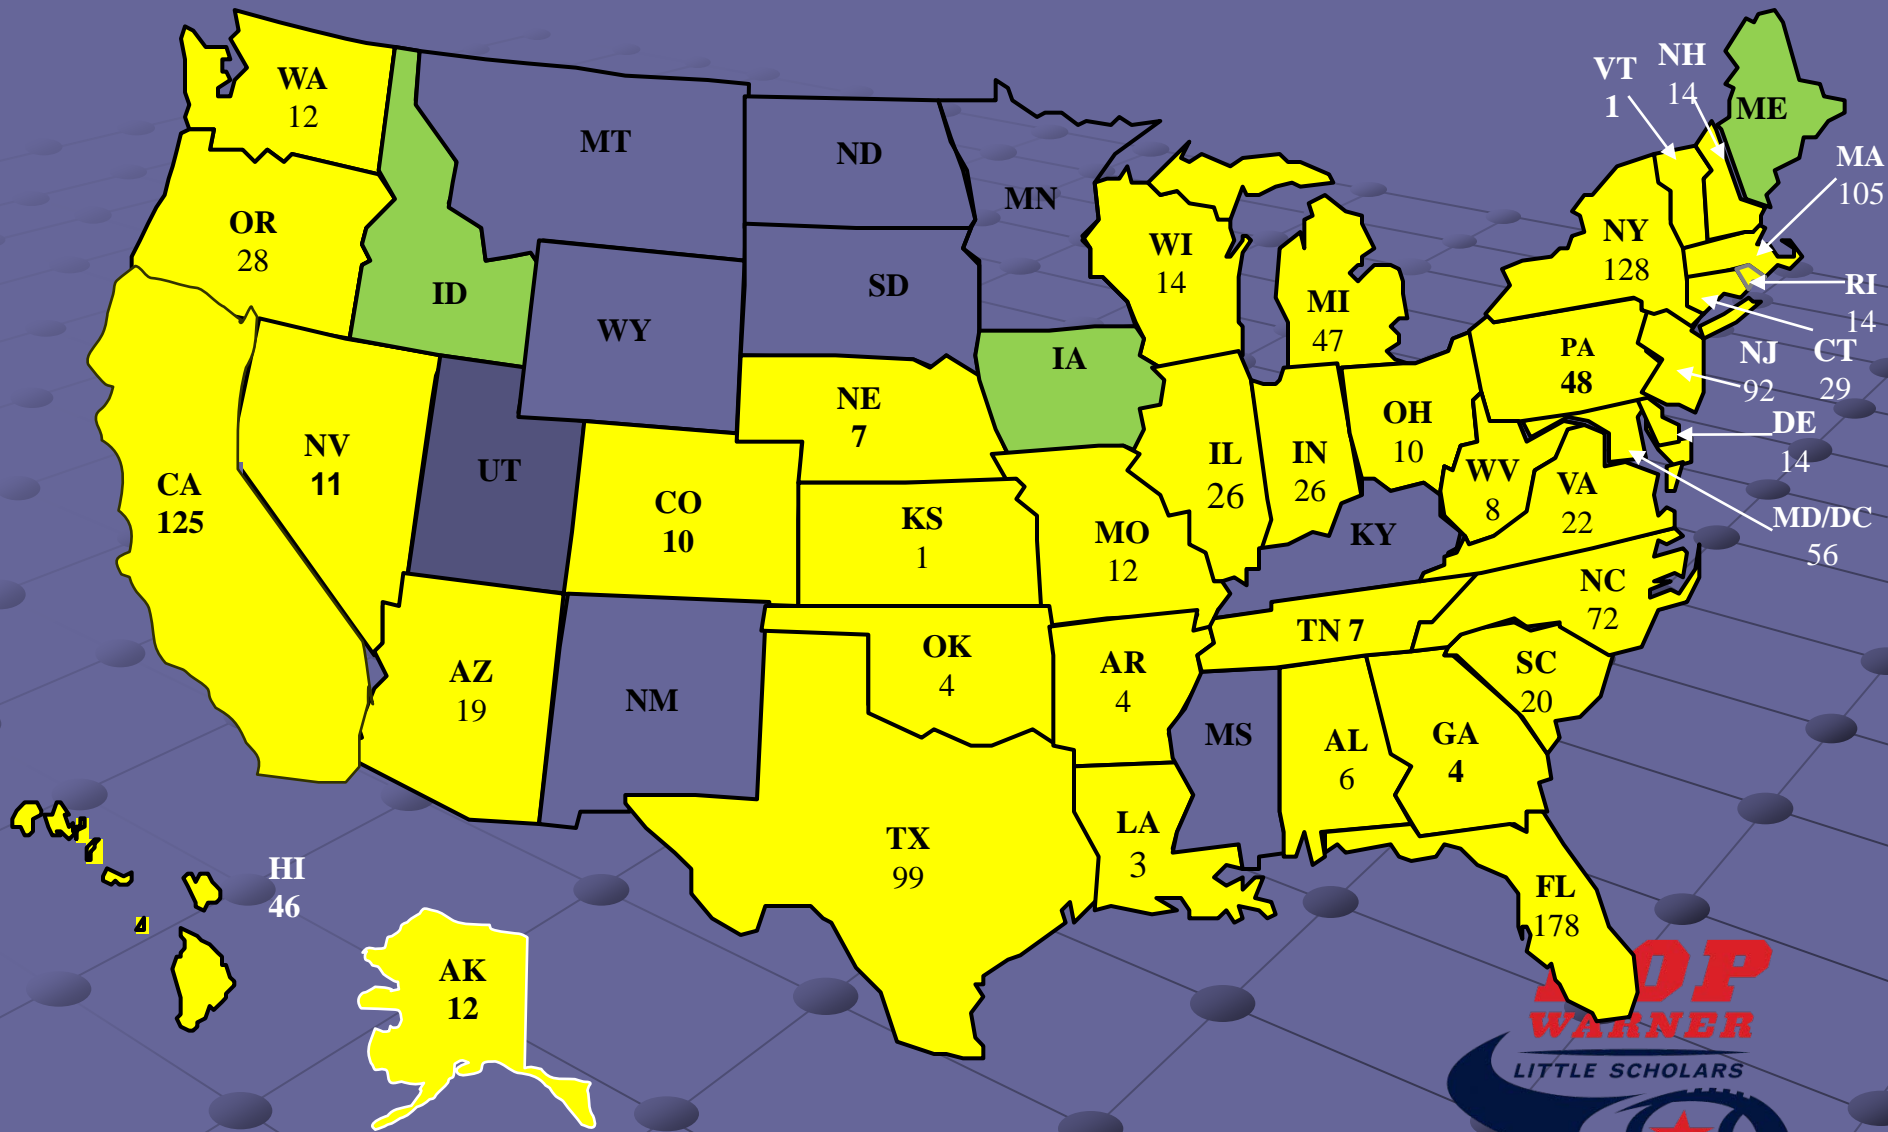 WA
12
OR
28
CA
125
NV
11
ID
MT
WY
UT
CO
10
AZ
19
NM
ND
SD
NE
7
KS
1
OK
4
TX
99
MN
IA
MO
12
AR
4
LA
3
WI
14
IL
26
MI
47
IN
26
OH
10
KY
TN 7
MS
AL
6
GA
4
FL
178
SC
20
NC
72
VA
22
WV
8
PA
48
NY
128
VT
1
NH
14
ME
MA
105
RI
14
CT
29
NJ
92
DE
14
MD/DC
56
HI
46
AK
12
WARNER
LITTLE SCHOLARS